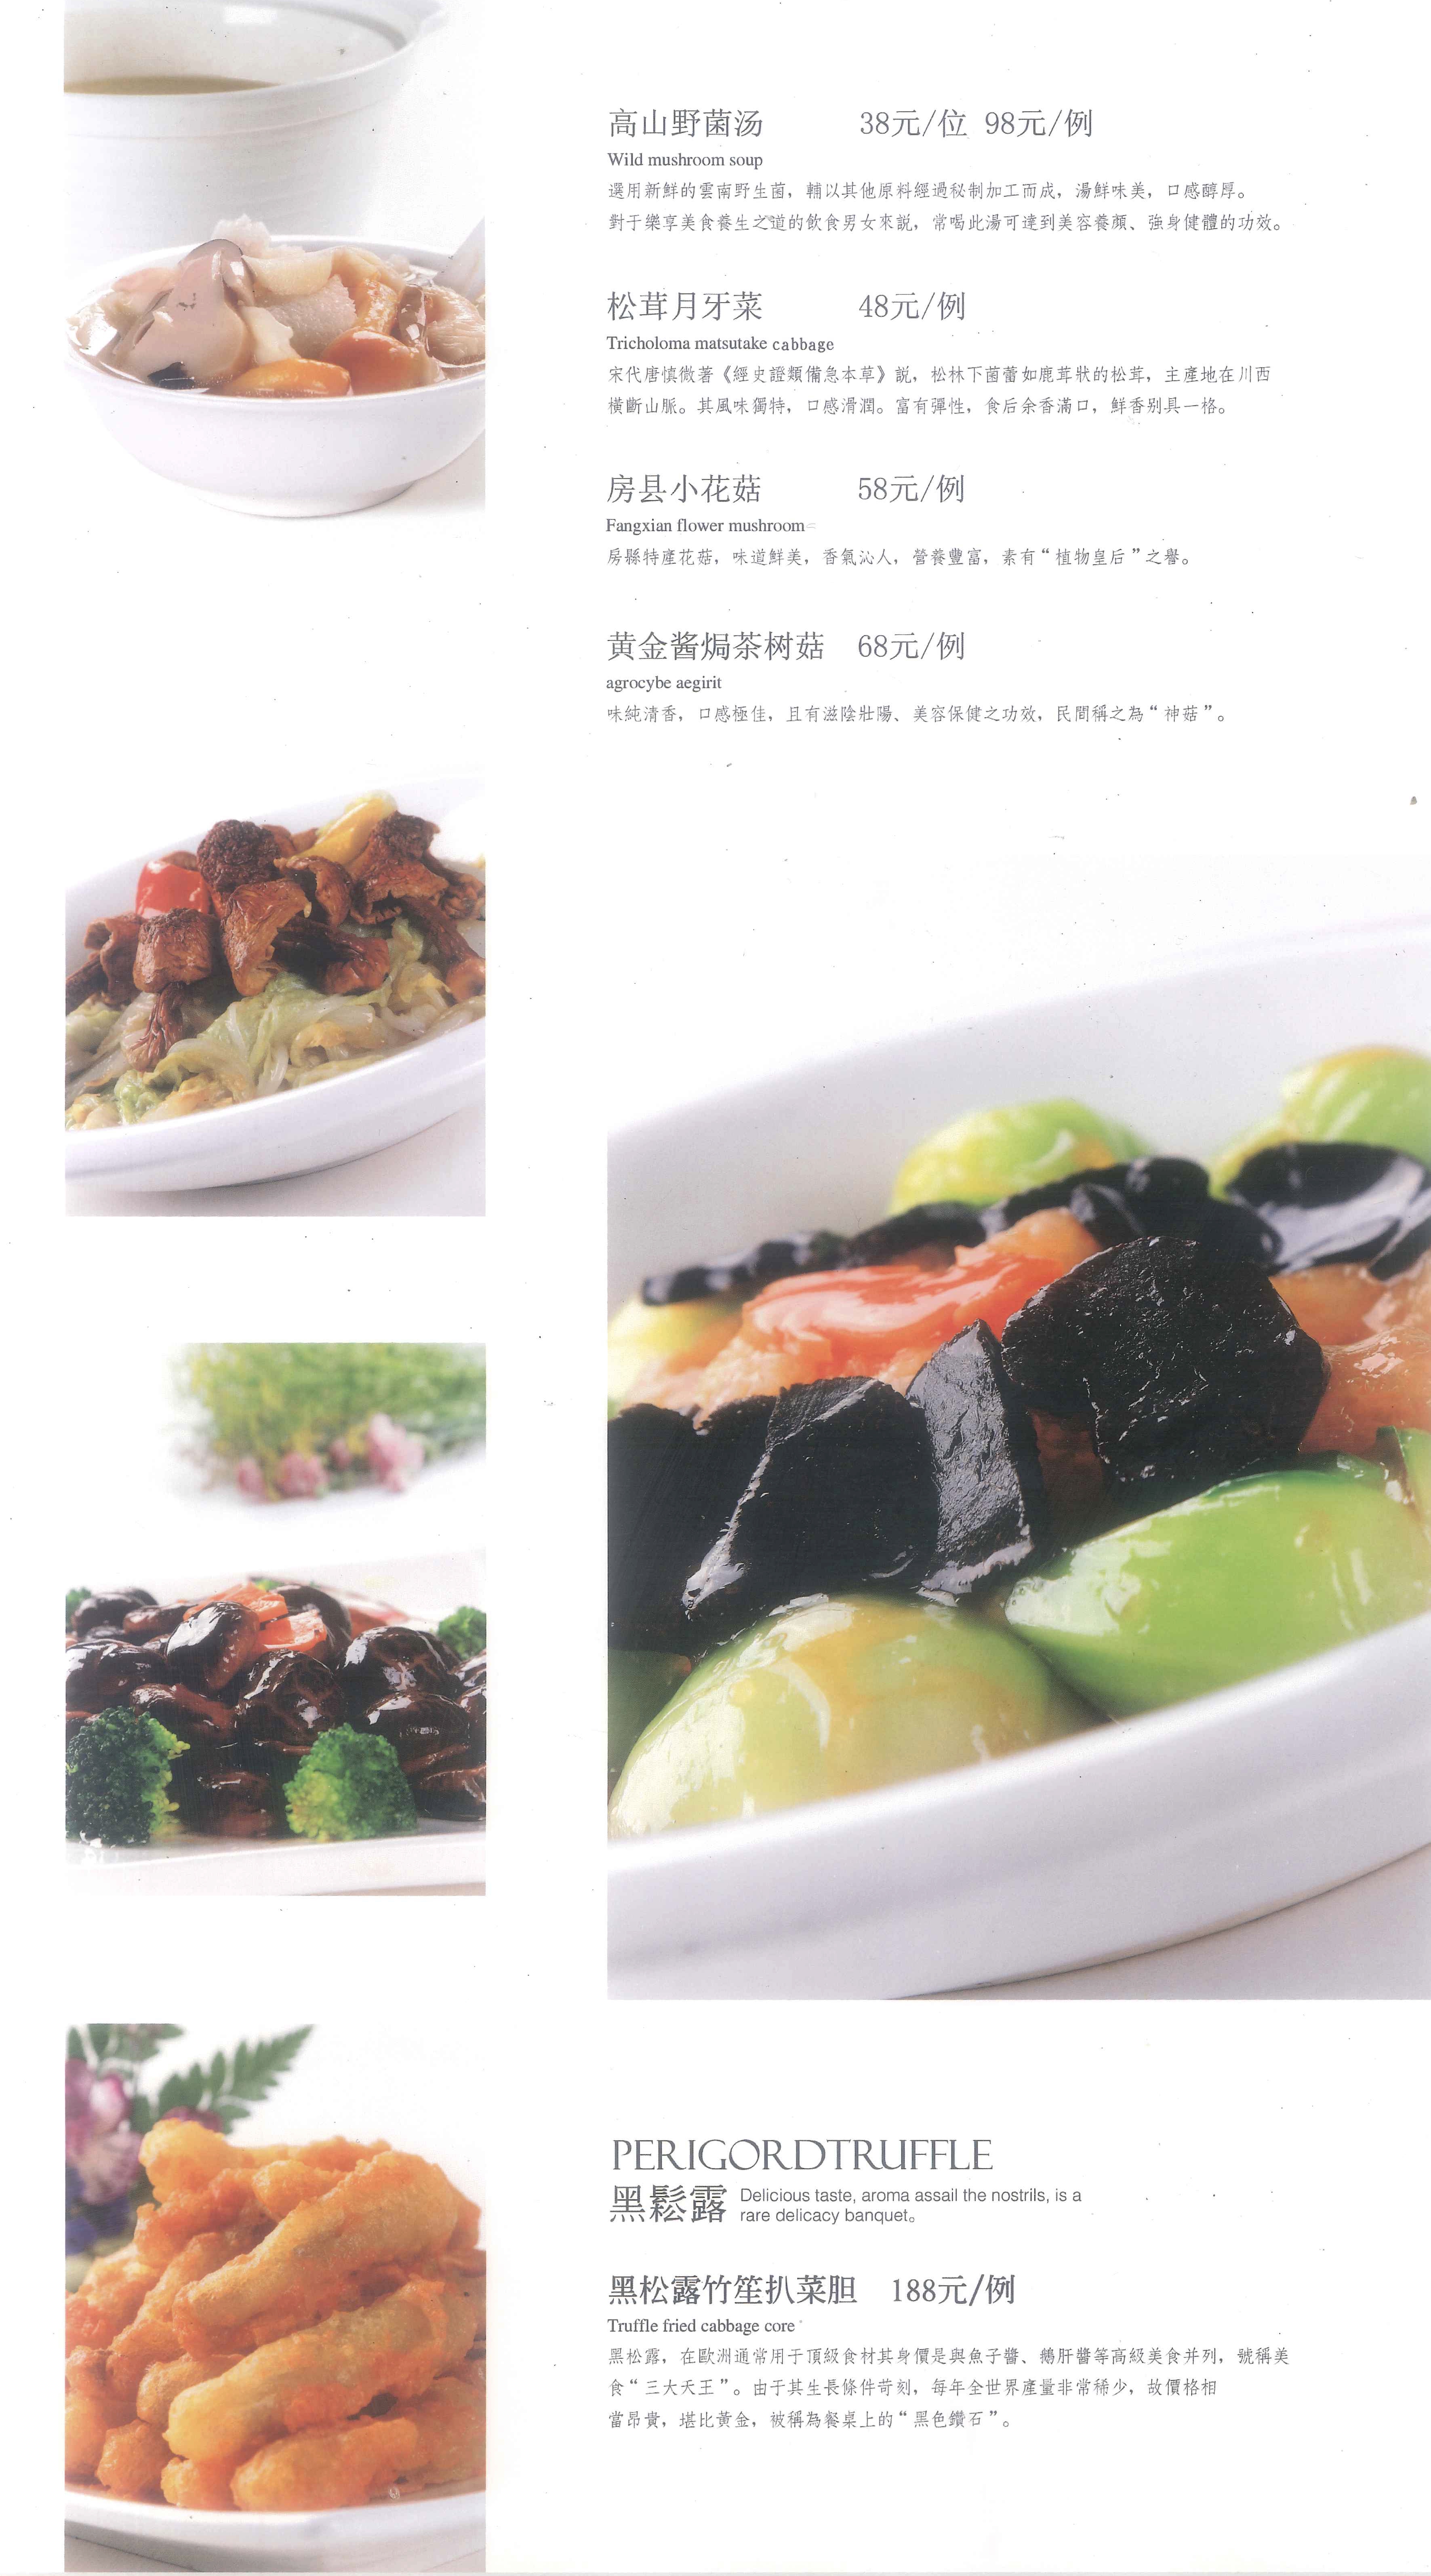 高山野菌汤 38元/位 98元/例
Wild mushroom soup
選用新鮮的雲南野生菌，輔以其他原料經過秘制加工而成，湯鮮味美，口感醇厚。
對于樂享美食養生之道的飲食男女來説，常喝此湯可達到美容養顔、強身健體的功效。
松茸月牙菜 48元/例
Tricholoma matsutake cabbage
宋代唐慎微著《經史證類備急本草》説，松林下菌蕾如鹿茸狀的松茸，主產地在川西
橫斷山脈。其風味獨特，口感滑潤。富有彈性，食后余香滿口，鮮香别具一格。
房县小花菇 58元/例
Fangxian flower mushroom
房縣特產花菇，味道鮮美，香氣沁人，營養豐富，素有“植物皇后”之譽。
黄金酱焗茶树菇 68元/例
agrocybe aegirit
味純清香，口感極佳，且有滋陰壯陽、美容保健之功效，民間稱之為“神菇”。
PERIGORDTRUFFLE
黑鬆露 Delicious taste, aroma assail the nostrils, is a
rare delicacy banquet。
黑松露竹笙扒菜胆 188元/例
Truffle fried cabbage core
黑松露，在歐洲通常用于頂級食材其身價是與魚子醬、鵝肝醬等高級美食并列，號稱美
食“三大天王”。由于其生長條件苛刻，每年全世界產量非常稀少，故價格相
當昂貴，堪比黃金，被稱為餐桌上的“黑色鑽石”。